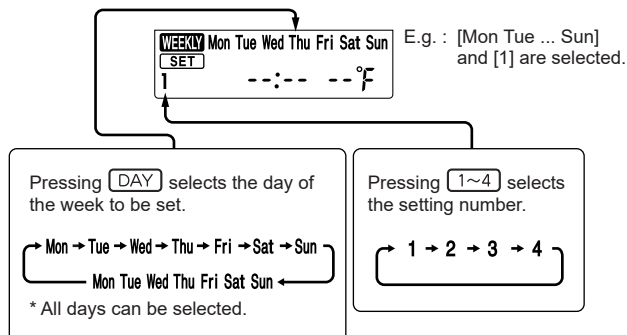 WEEKLY Mon Tue Wed Thu Fri Sat Sun
SET
1 --:-- --°F
E.g. : [Mon Tue ... Sun]
and [1] are selected.
Pressing DAY selects the day of
the week to be set.
Mon → Tue → Wed → Thu → Fri → Sat → Sun
Mon Tue Wed Thu Fri Sat Sun
* All days can be selected.
Pressing 1~4 selects
the setting number.
1 → 2 → 3 → 4